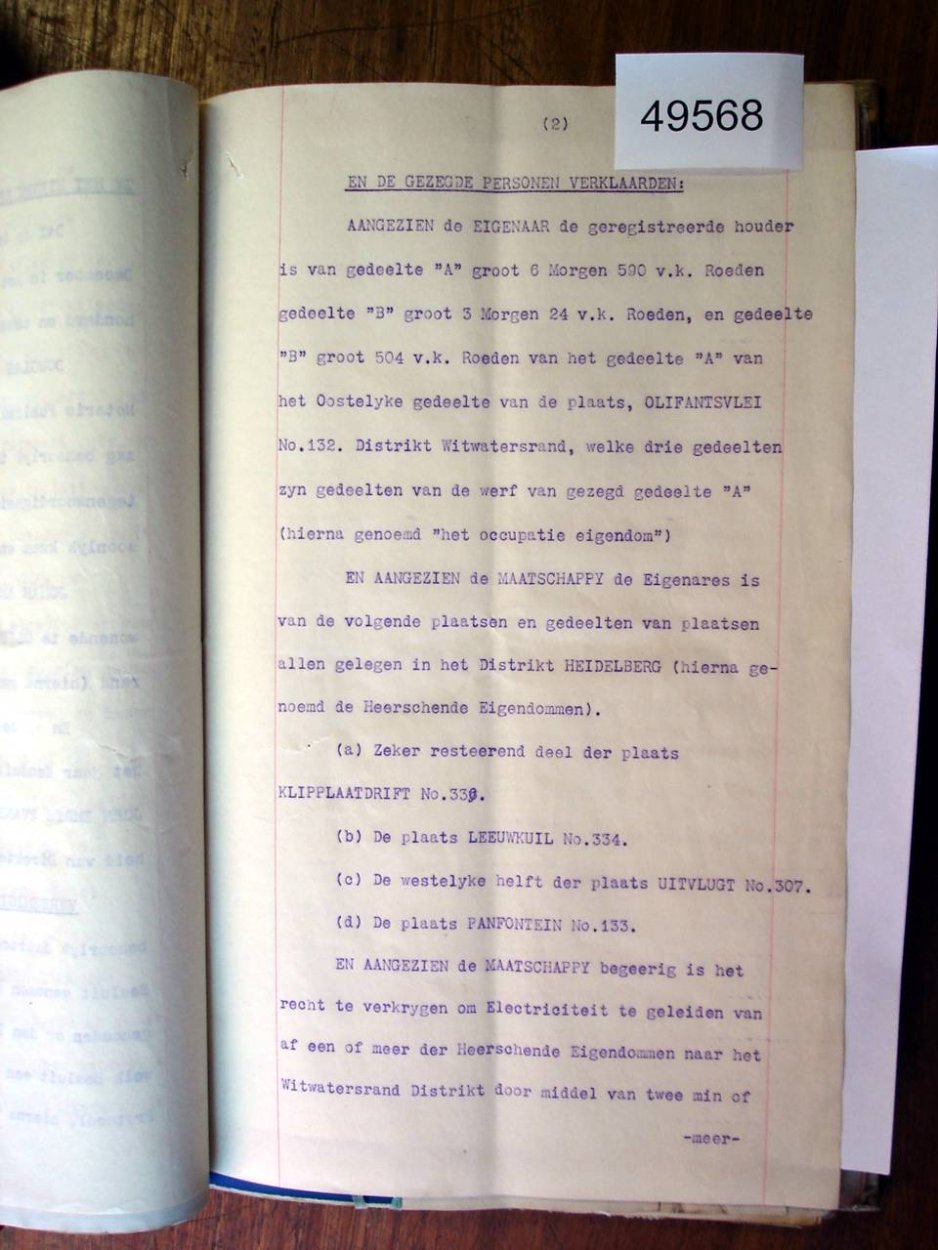 49568
(2)
EN DE GEZEGDE PERSONEN VERKLAARDEN:
AANGEZIEN de EIGENAAR de geregistreerde houder
is van gedeelte "A" groot 6 Morgen 590 v.k. Roeden
gedeelte "B" groot 3 Morgen 24 v.k. Roeden, en gedeelte
"B" groot 504 v.k. Roeden van het gedeelte "A" van
het Oostelyke gedeelte van de plaats, OLIFANTSVLEI
No.132. Distrikt Witwatersrand, welke drie gedeelten
zyn gedeelten van de werf van gezegd gedeelte "A"
(hierna genoemd "het occupatie eigendom")
EN AANGEZIEN de MAATSCHAPPY de Eigenares is
van de volgende plaatsen en gedeelten van plaatsen
allen gelegen in het Distrikt HEIDELBERG (hierna ge-
noemd de Heerschende Eigendommen).
(a) Zeker resteerend deel der plaats
KLIPPLAATDRIFT
(b) De plaats LEEUWKUIL No.334.
(c) De westelyke helft der plaats UITVLUGT No.307.
(d) De plaats PANFONTEIN No.133.
EN AANGEZIEN de MAATSCHAPPY begeerig is het
recht te verkrygen om Electriciteit te geleiden van
af een of meer der Heerschende Eigendommen naar het
Witwatersrand Distrikt door middel van twee min of
-meer-